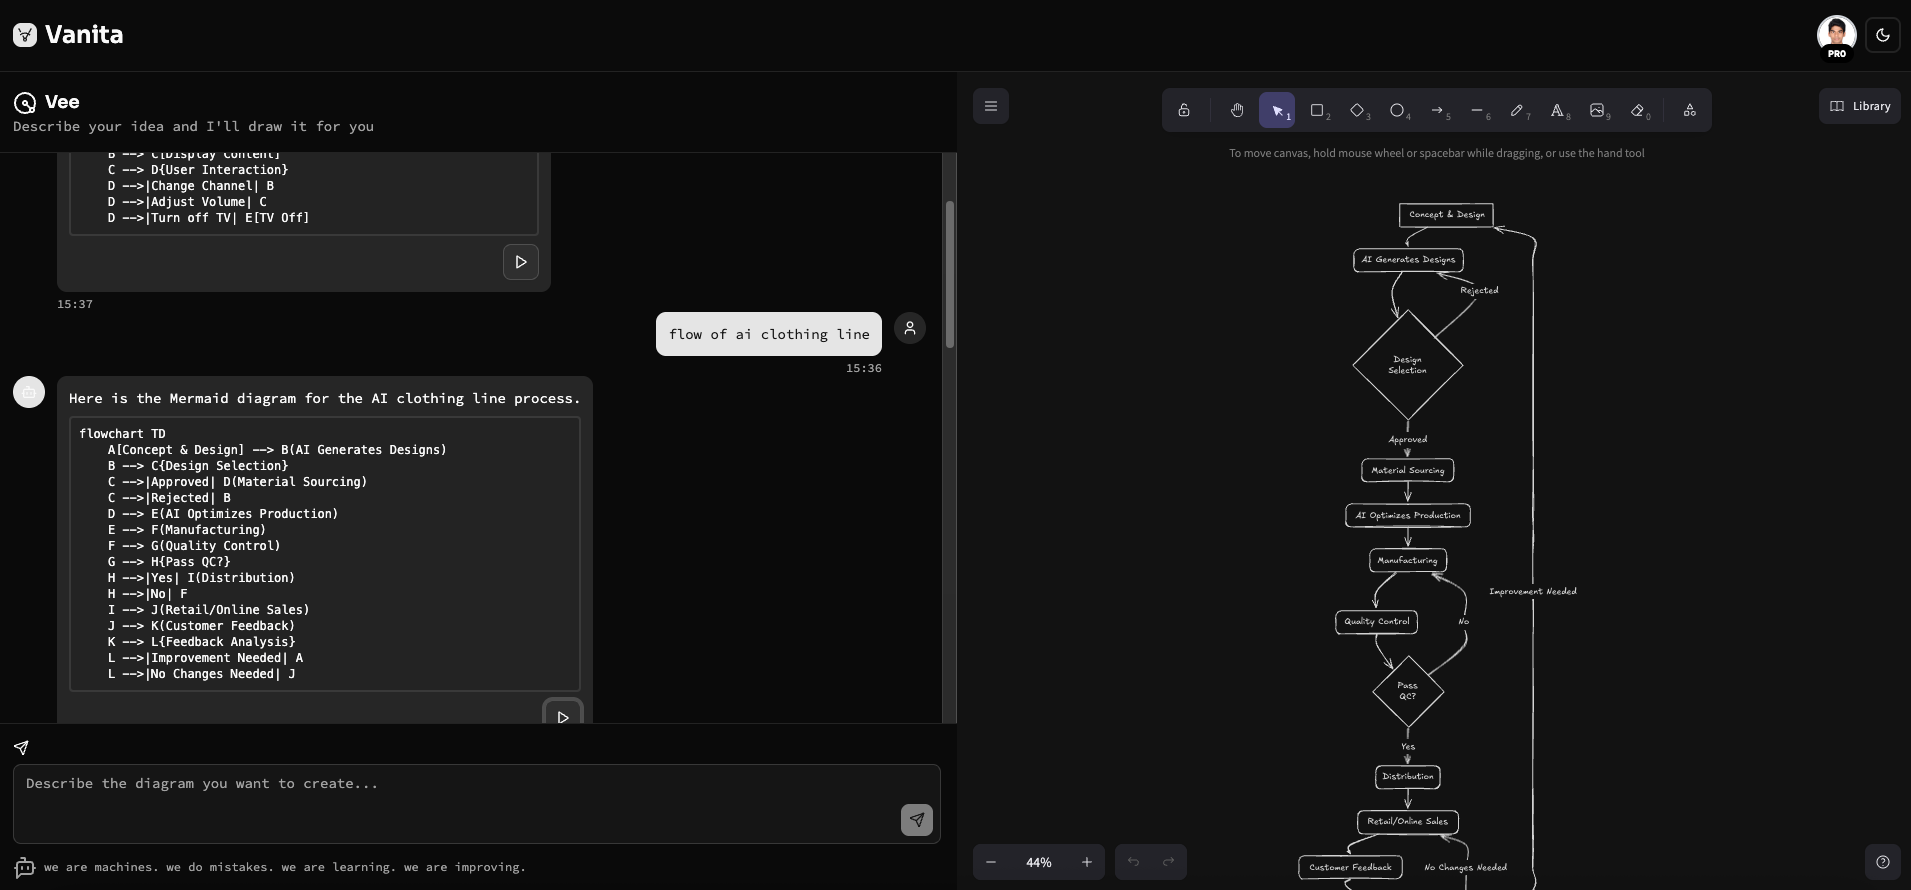 Vanita
PRO
Vee
Describe your idea and I'll draw it for you
B --> C[Display Content]
C --> D{User Interaction}
D -->|Change Channel| B
D -->|Adjust Volume| C
D -->|Turn off TV| E[TV Off]
15:37
flow of ai clothing line
15:36
Here is the Mermaid diagram for the AI clothing line process.
flowchart TD
A[Concept & Design] --> B(AI Generates Designs)
B --> C{Design Selection}
C -->|Approved| D(Material Sourcing)
C -->|Rejected| B
D --> E(AI Optimizes Production)
E --> F(Manufacturing)
F --> G(Quality Control)
G --> H{Pass QC?}
H -->|Yes| I(Distribution)
H -->|No| F
I --> J(Retail/Online Sales)
J --> K(Customer Feedback)
K --> L{Feedback Analysis}
L -->|Improvement Needed| A
L -->|No Changes Needed| J
Describe the diagram you want to create...
we are machines. we do mistakes. we are learning. we are improving.
1
2
3
4
5
6
7
A 8
9
0
Library
To move canvas, hold mouse wheel or spacebar while dragging, or use the hand tool
Concept & Design
AI Generates Designs
Rejected
Design
Selection
Approved
Material Sourcing
AI Optimizes Production
Manufacturing
Improvement Needed
Quality Control
No
Pass
QC?
Yes
Distribution
Retail/Online Sales
Customer Feedback
No Changes Needed
44%